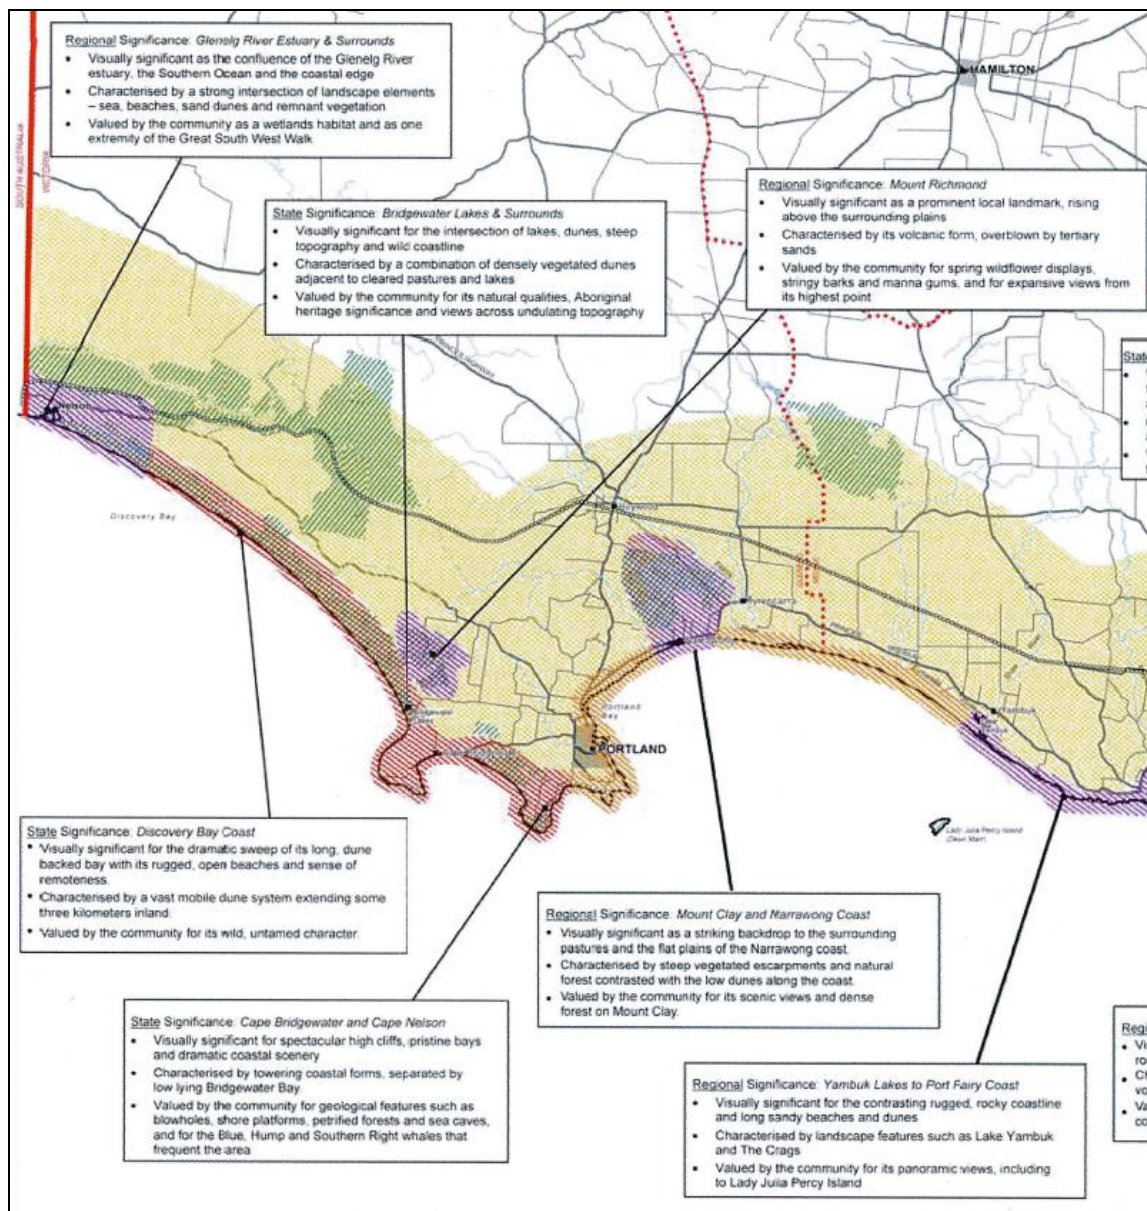 Regional Significance: Glenelg River Estuary & Surrounds
• Visually significant as the confluence of the Glenelg River
estuary, the Southern Ocean and the coastal edge
• Characterised by a strong intersection of landscape elements
– sea, beaches, sand dunes and remnant vegetation
• Valued by the community as a wetlands habitat and as one
extremity of the Great South West Walk
HAMILTON
SOUTH AUSTRALIA
VICTORIA
State Significance: Bridgewater Lakes & Surrounds
• Visually significant for the intersection of lakes, dunes, steep
topography and wild coastline
• Characterised by a combination of densely vegetated dunes
adjacent to cleared pastures and lakes
• Valued by the community for its natural qualities, Aboriginal
heritage significance and views across undulating topography
Regional Significance: Mount Richmond
• Visually significant as a prominent local landmark, rising
above the surrounding plains
• Characterised by its volcanic form, overblown by tertiary
sands
• Valued by the community for spring wildflower displays,
stringy barks and manna gums, and for expansive views from
its highest point
State
PRINCES HIGHWAY
Nelson
Discovery Bay
Heywood
Tyrendarra
PRINCES
Portland
Bay
PORTLAND
Bridgewater
Lakes
Yambuk
Lake
Yambuk
Lady Julia Percy Island
State Significance: Discovery Bay Coast
• Visually significant for the dramatic sweep of its long, dune
backed bay with its rugged, open beaches and sense of
remoteness.
• Characterised by a vast mobile dune system extending some
three kilometers inland.
• Valued by the community for its wild, untamed character.
Regional Significance: Mount Clay and Narrawong Coast
• Visually significant as a striking backdrop to the surrounding
pastures and the flat plains of the Narrawong coast.
• Characterised by steep vegetated escarpments and natural
forest contrasted with the low dunes along the coast.
• Valued by the community for its scenic views and dense
forest on Mount Clay.
State Significance: Cape Bridgewater and Cape Nelson
• Visually significant for spectacular high cliffs, pristine bays
and dramatic coastal scenery
• Characterised by towering coastal forms, separated by
low lying Bridgewater Bay.
• Valued by the community for geological features such as
blowholes, shore platforms, petrified forests and sea caves,
and for the Blue, Hump and Southern Right whales that
frequent the area
Regional Significance: Yambuk Lakes to Port Fairy Coast
• Visually significant for the contrasting rugged, rocky coastline
and long sandy beaches and dunes
• Characterised by landscape features such as Lake Yambuk
and The Crags
• Valued by the community for its panoramic views, including
to Lady Julia Percy Island
Regi
• Vi
ro
• Ch
vo
• Va
co